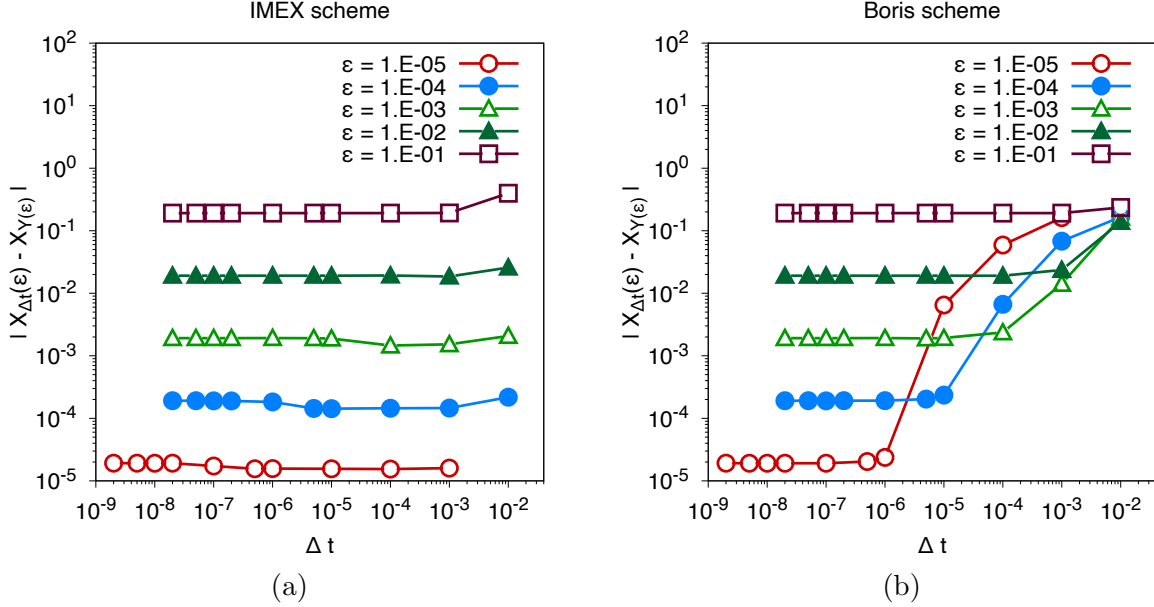 IMEX scheme
10^2
10^1
10^0
10^-1
10^-2
10^-3
10^-4
10^-5
| X_Δt(ε) - X_Y(ε) |
ε = 1.E-05
ε = 1.E-04
ε = 1.E-03
ε = 1.E-02
ε = 1.E-01
10^-9 10^-8 10^-7 10^-6 10^-5 10^-4 10^-3 10^-2
Δ t
(a)
Boris scheme
10^2
10^1
10^0
10^-1
10^-2
10^-3
10^-4
10^-5
| X_Δt(ε) - X_Y(ε) |
ε = 1.E-05
ε = 1.E-04
ε = 1.E-03
ε = 1.E-02
ε = 1.E-01
10^-9 10^-8 10^-7 10^-6 10^-5 10^-4 10^-3 10^-2
Δ t
(b)